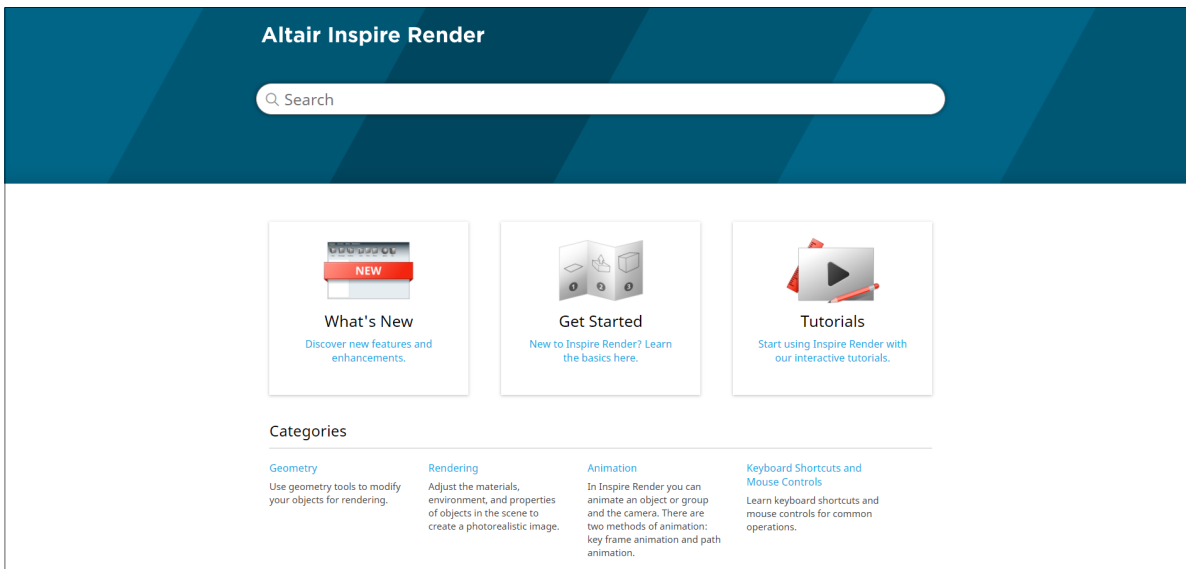 Altair Inspire Render
Search
NEW
What's New
Discover new features and
enhancements.
1 2 3
Get Started
New to Inspire Render? Learn
the basics here.
Tutorials
Start using Inspire Render with
our interactive tutorials.
Categories
Geometry
Use geometry tools to modify
your objects for rendering.
Rendering
Adjust the materials,
environment, and properties
of objects in the scene to
create a photorealistic image.
Animation
In Inspire Render you can
animate an object or group
and the camera. There are
two methods of animation:
key frame animation and path
animation.
Keyboard Shortcuts and
Mouse Controls
Learn keyboard shortcuts and
mouse controls for common
operations.